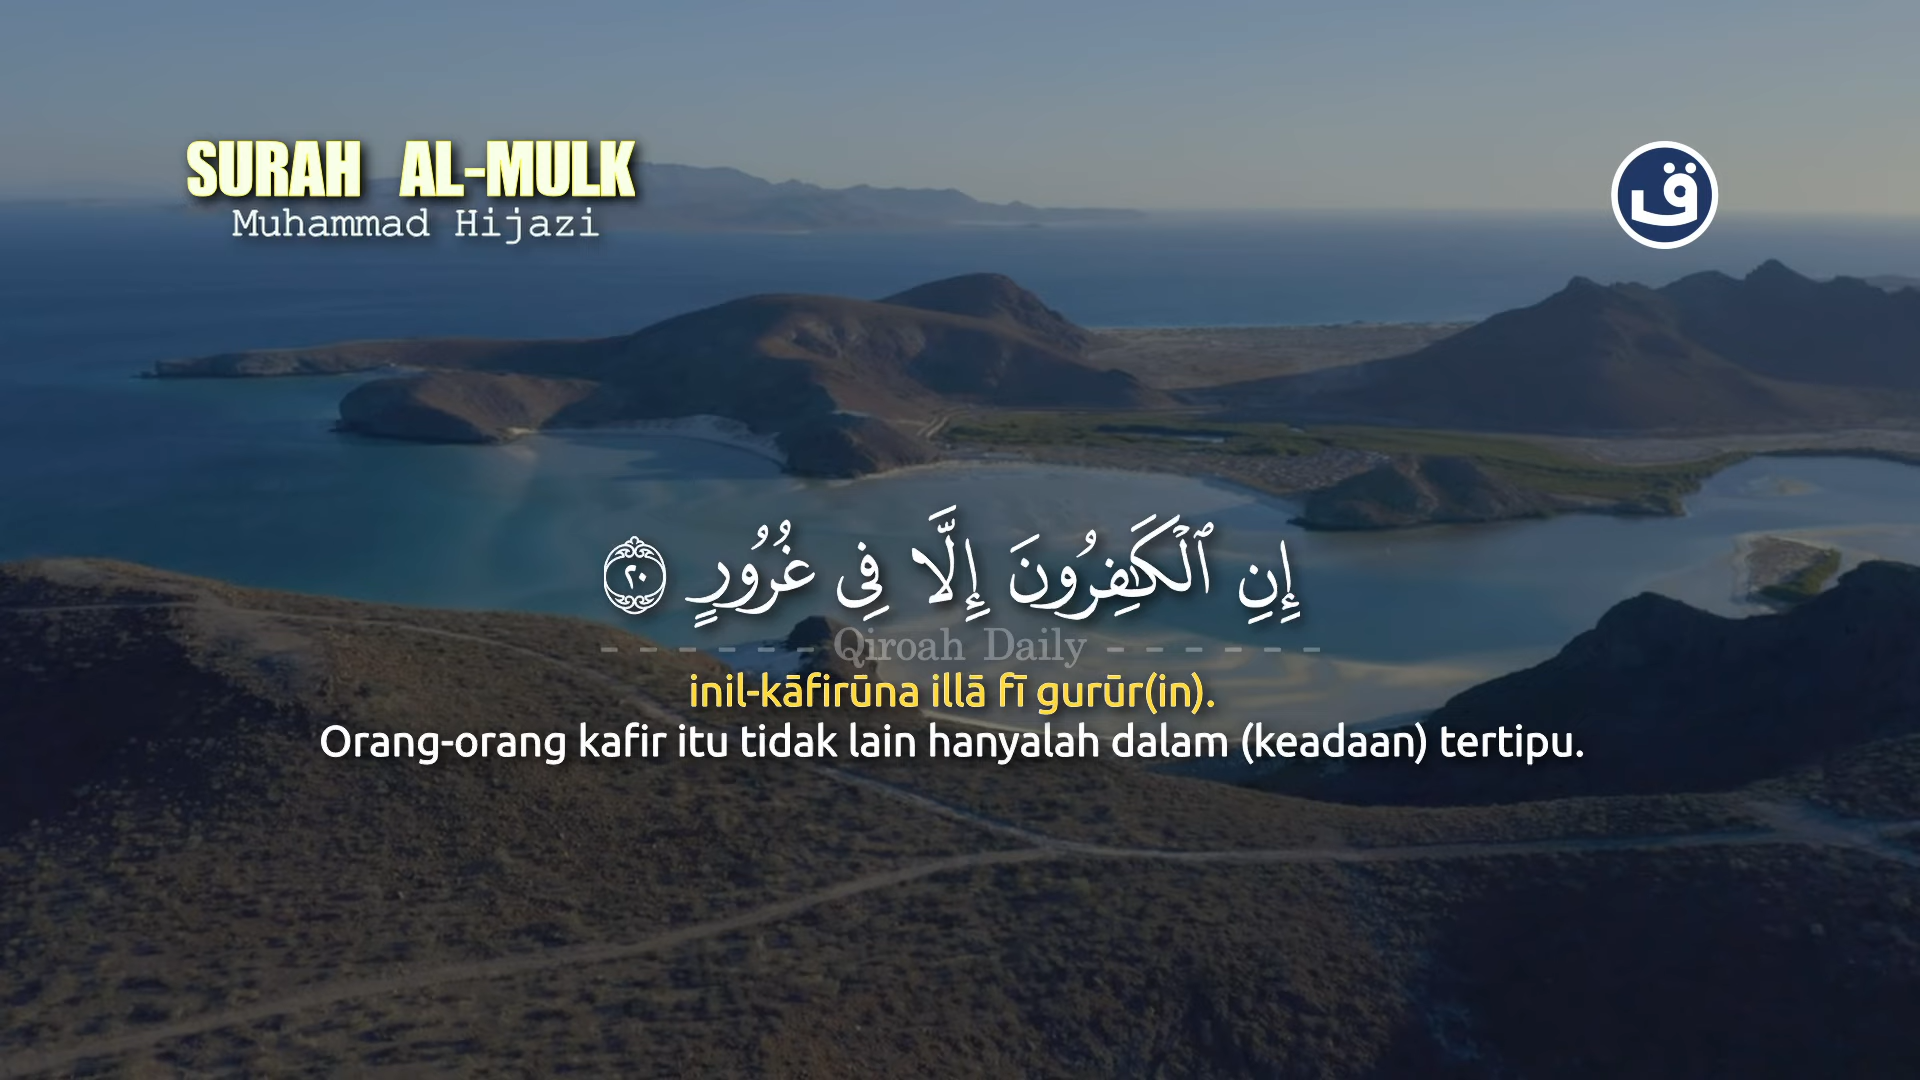 SURAH AL-MULK
Muhammad Hijazi
ق
إِنِ ٱلْكَـٰفِرُونَ إِلَّا فِى غُرُورٍ ٢٠
- - - - - - - Qiroah Daily - - - - - - -
inil-kāfirūna illā fī gurūr(in).
Orang-orang kafir itu tidak lain hanyalah dalam (keadaan) tertipu.